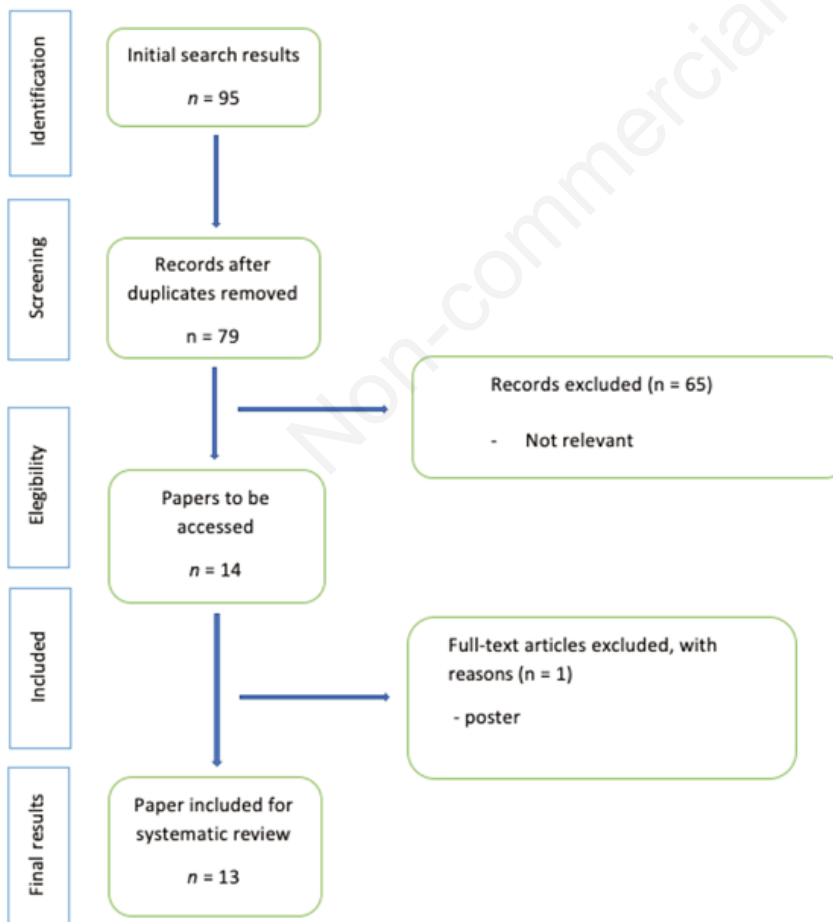 Identification
Initial search results
n = 95
Screening
Records after
duplicates removed
n = 79
Records excluded (n = 65)
- Not relevant
Elegibility
Papers to be
accessed
n = 14
Included
Full-text articles excluded, with
reasons (n = 1)
- poster
Final results
Paper included for
systematic review
n = 13
Non-commercial